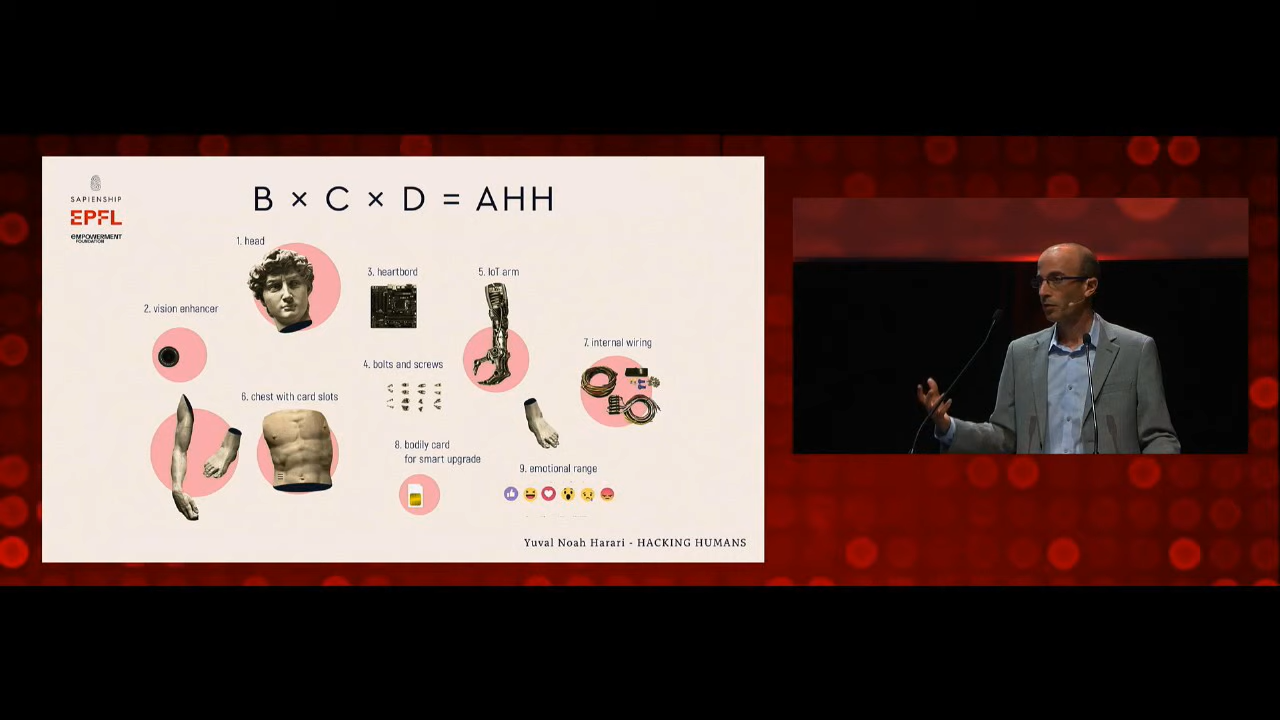 SAPIENSHIP
EPFL
EMPOWERMENT
FOUNDATION
B × C × D = AHH
1. head
2. vision enhancer
3. heartbord
4. bolts and screws
5. IoT arm
6. chest with card slots
7. internal wiring
8. bodily card
for smart upgrade
9. emotional range
Yuval Noah Harari - HACKING HUMANS